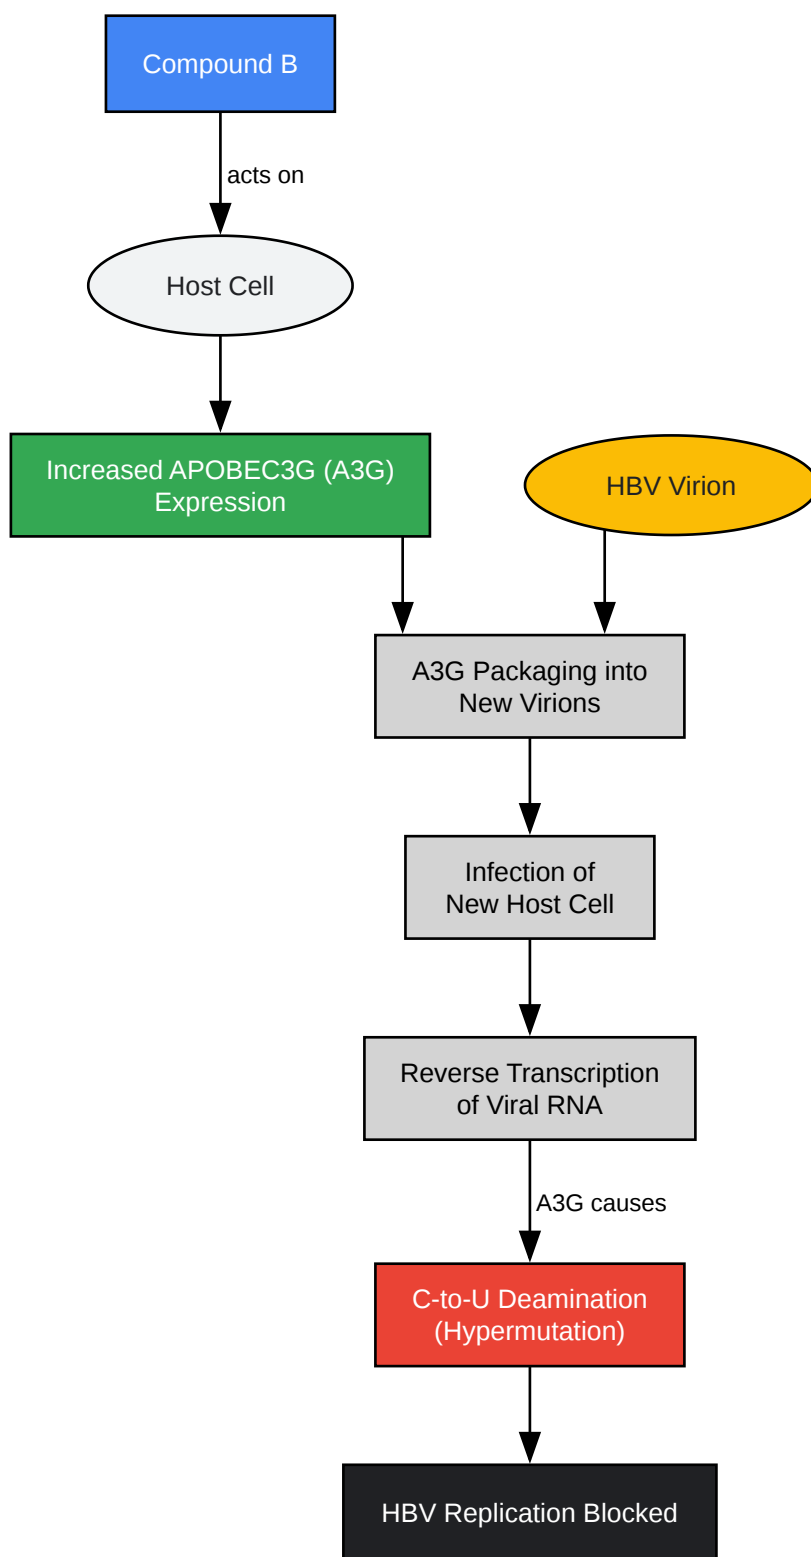 Compound B
acts on
Host Cell
Increased APOBEC3G (A3G)
Expression
HBV Virion
A3G Packaging into
New Virions
Infection of
New Host Cell
Reverse Transcription
of Viral RNA
A3G causes
C-to-U Deamination
(Hypermutation)
HBV Replication Blocked